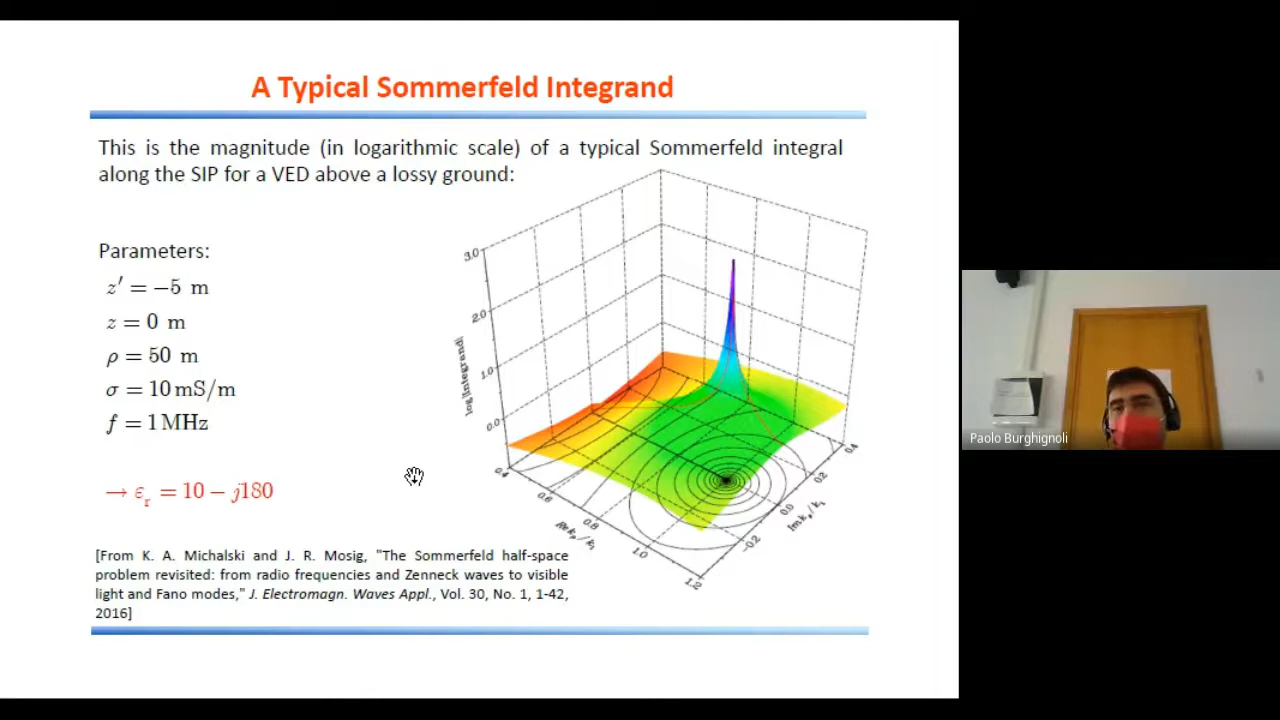 A Typical Sommerfeld Integrand
This is the magnitude (in logarithmic scale) of a typical Sommerfeld integral
along the SIP for a VED above a lossy ground:
Parameters:
z′ = −5 m
z = 0 m
ρ = 50 m
σ = 10 mS/m
f = 1 MHz
→ εr = 10 − j180
[From K. A. Michalski and J. R. Mosig, "The Sommerfeld half-space
problem revisited: from radio frequencies and Zenneck waves to visible
light and Fano modes," J. Electromagn. Waves Appl., Vol. 30, No. 1, 1-42,
2016]
3.0
2.0
1.0
0.0
log|integrand|
0.4
0.6
0.8
1.0
1.2
Re kρ / k1
−0.2
0.0
0.2
0.4
Im kρ / k1
Paolo Burghignoli